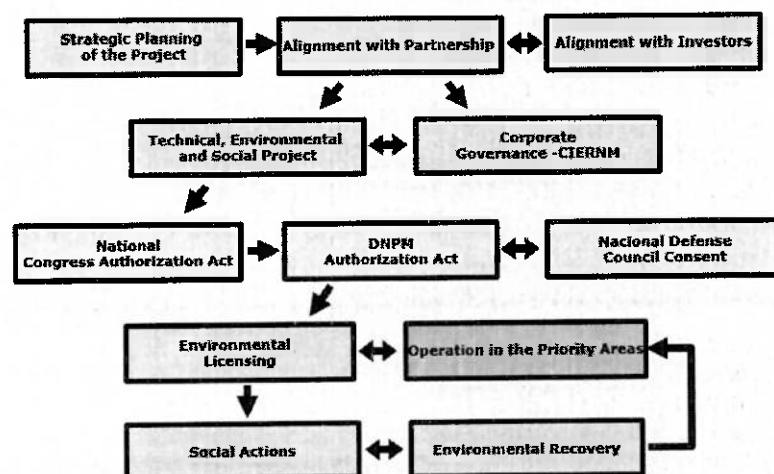 Strategic Planning
of the Project
Alignment with Partnership
Alignment with Investors
Technical, Environmental
and Social Project
Corporate
Governance -CIERNM
National
Congress Authorization Act
DNPM
Authorization Act
Nacional Defense
Council Consent
Environmental
Licensing
Operation in the Priority Areas
Social Actions
Environmental Recovery